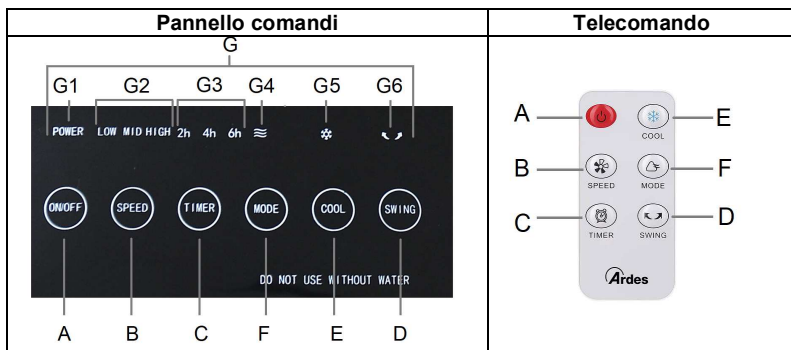 Pannello comandi
Telecomando
G
G1 G2 G3 G4 G5 G6
POWER LOW MID HIGH 2h 4h 6h
ON/OFF SPEED TIMER MODE COOL SWING
DO NOT USE WITHOUT WATER
A B C F E D
A E
COOL
B F
SPEED MODE
C D
TIMER SWING
Ardes